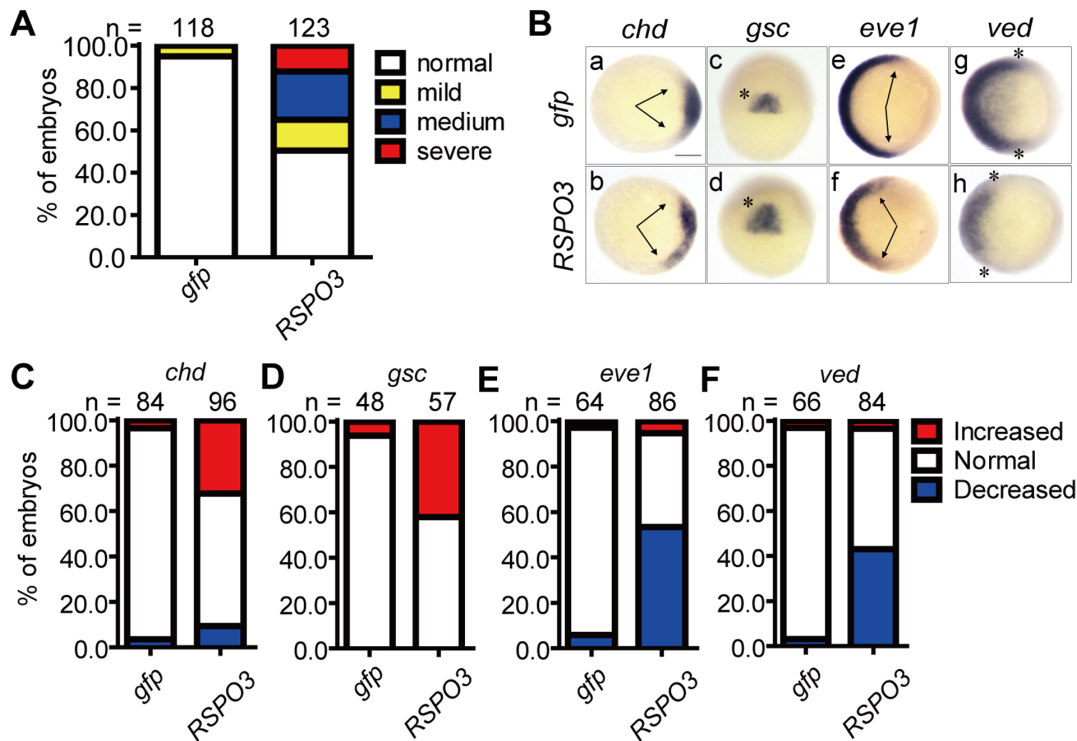 A
n = 118 123
100.0
80.0
60.0
40.0
20.0
0.0
% of embryos
gfp
RSPO3
normal
mild
medium
severe
B
chd gsc eve1 ved
gfp
a c e g
* * *
RSPO3
b d f h
* * *
C
chd
n = 84 96
100.0
80.0
60.0
40.0
20.0
0.0
% of embryos
gfp
RSPO3
D
gsc
n = 48 57
100.0
80.0
60.0
40.0
20.0
0.0
gfp
RSPO3
E
eve1
n = 64 86
100.0
80.0
60.0
40.0
20.0
0.0
gfp
RSPO3
F
ved
n = 66 84
100.0
80.0
60.0
40.0
20.0
0.0
gfp
RSPO3
Increased
Normal
Decreased